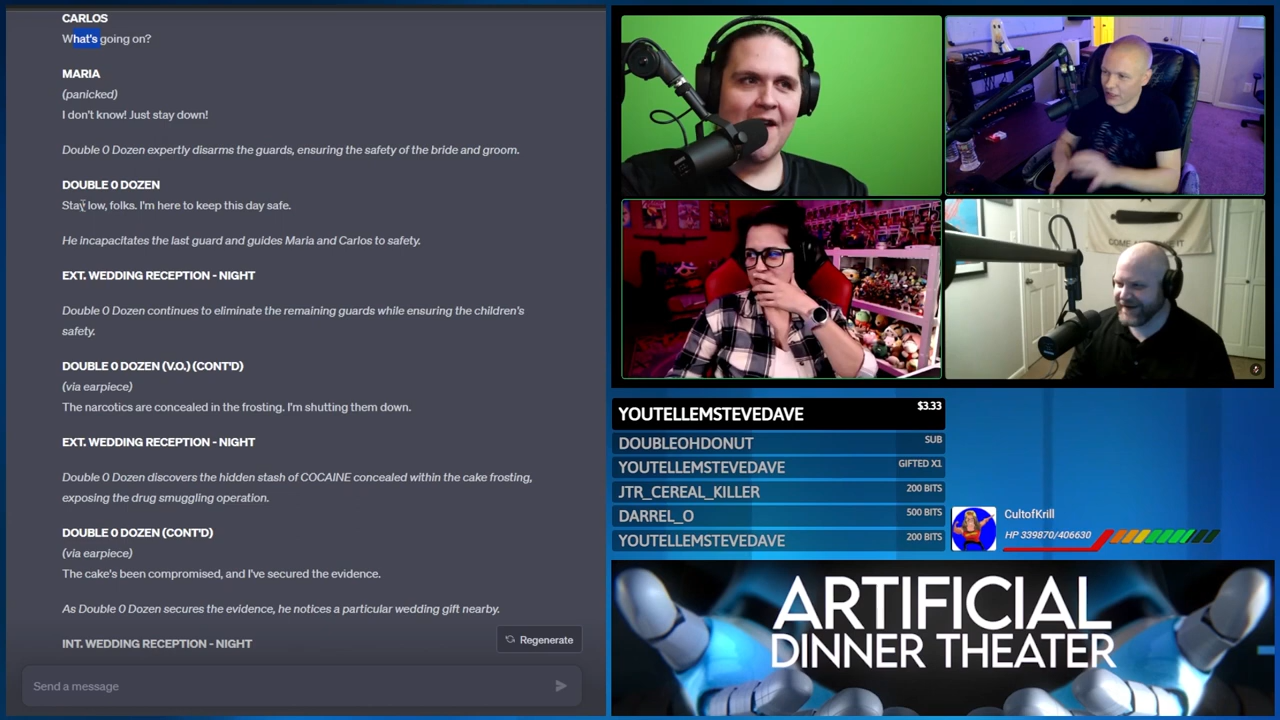 CARLOS
What's going on?
MARIA
(panicked)
I don't know! Just stay down!
Double 0 Dozen expertly disarms the guards, ensuring the safety of the bride and groom.
DOUBLE 0 DOZEN
Stay low, folks. I'm here to keep this day safe.
He incapacitates the last guard and guides Maria and Carlos to safety.
EXT. WEDDING RECEPTION - NIGHT
Double 0 Dozen continues to eliminate the remaining guards while ensuring the children's
safety.
DOUBLE 0 DOZEN (V.O.) (CONT'D)
(via earpiece)
The narcotics are concealed in the frosting. I'm shutting them down.
EXT. WEDDING RECEPTION - NIGHT
Double 0 Dozen discovers the hidden stash of COCAINE concealed within the cake frosting,
exposing the drug smuggling operation.
DOUBLE 0 DOZEN (CONT'D)
(via earpiece)
The cake's been compromised, and I've secured the evidence.
As Double 0 Dozen secures the evidence, he notices a particular wedding gift nearby.
INT. WEDDING RECEPTION - NIGHT
Regenerate
Send a message
YOUTELLEMSTEVEDAVE $3.33
DOUBLEOHDONUT SUB
YOUTELLEMSTEVEDAVE GIFTED X1
JTR_CEREAL_KILLER 200 BITS
DARREL_O 500 BITS
YOUTELLEMSTEVEDAVE 200 BITS
CultofKrill
HP 339870/406630
ARTIFICIAL
DINNER THEATER